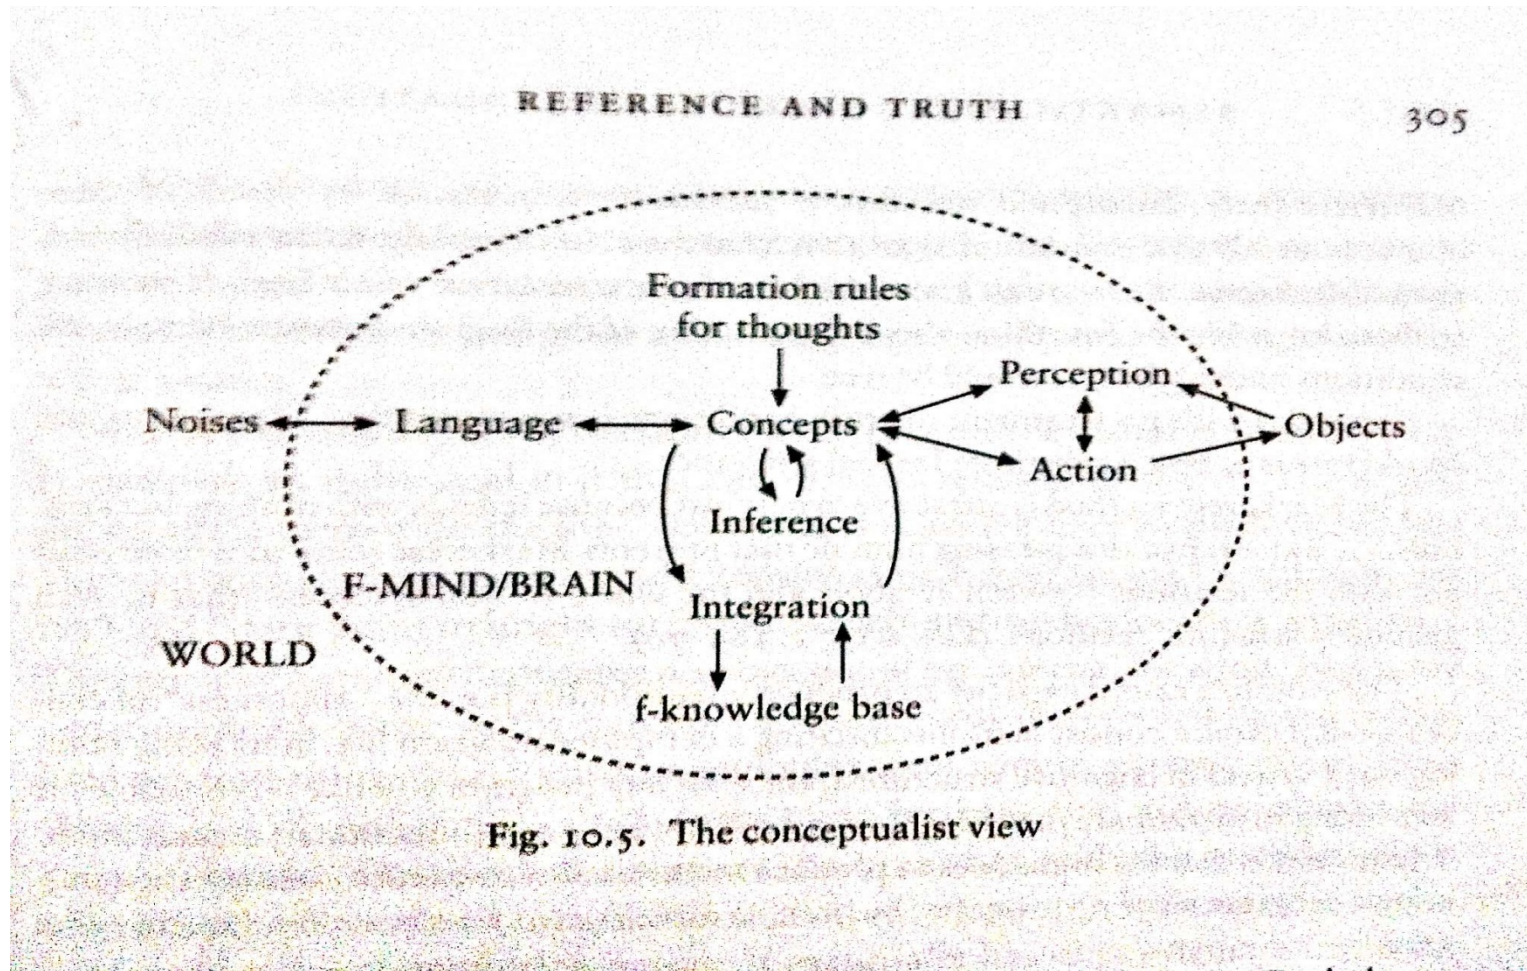 REFERENCE AND TRUTH 305
Formation rules
for thoughts
Perception
Noises Language Concepts Objects
Action
Inference
F-MIND/BRAIN
Integration
WORLD
f-knowledge base
Fig. 10.5. The conceptualist view